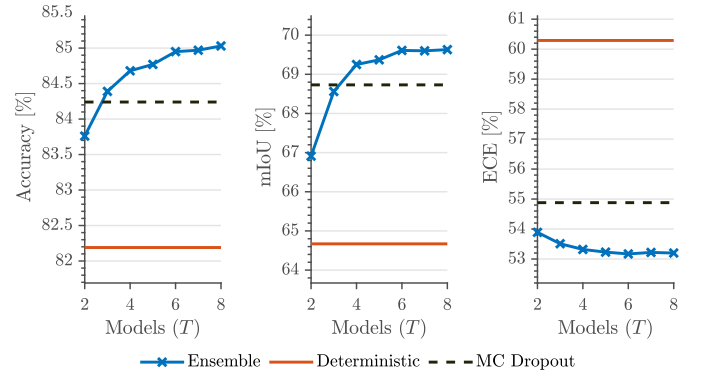 85.5
85
84.5
84
83.5
83
82.5
82
Accuracy [%]
2 4 6 8
Models (T)
70
69
68
67
66
65
64
mIoU [%]
2 4 6 8
Models (T)
61
60
59
58
57
56
55
54
53
ECE [%]
2 4 6 8
Models (T)
Ensemble Deterministic MC Dropout